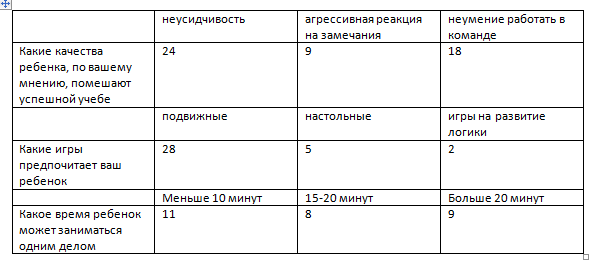 неусидчивость агрессивная реакция неумение работать в
на замечания команде
Какие качества 24 9 18
ребенка, по вашему
мнению, помешают
успешной учебе
подвижные настольные игры на развитие
логики
Какие игры 28 5 2
предпочитает ваш
ребенок
Меньше 10 минут 15-20 минут Больше 20 минут
Какое время ребенок 11 8 9
может заниматься
одним делом